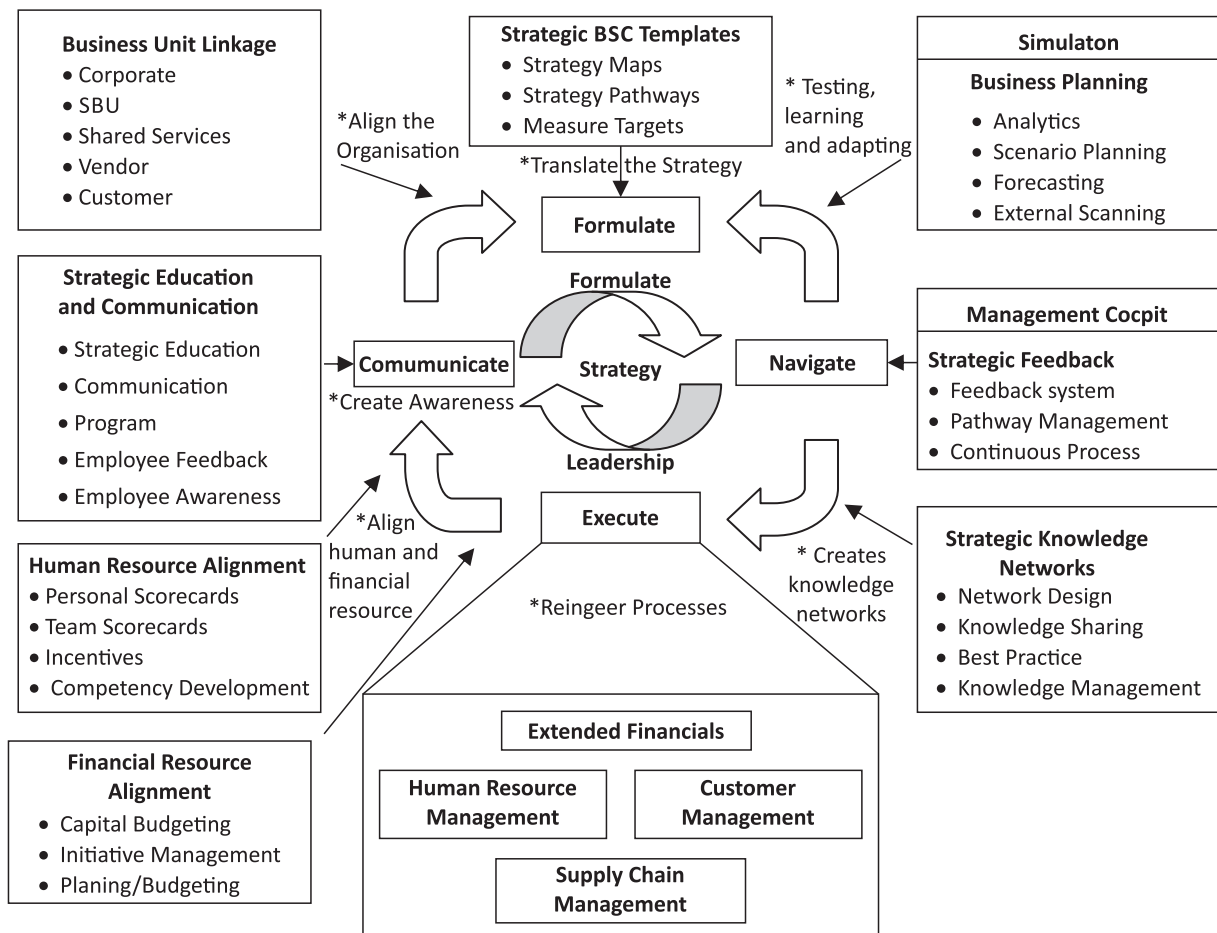 Business Unit Linkage
• Corporate
• SBU
• Shared Services
• Vendor
• Customer
Strategic BSC Templates
• Strategy Maps
• Strategy Pathways
• Measure Targets
Simulaton
Business Planning
• Analytics
• Scenario Planning
• Forecasting
• External Scanning
*Align the
Organisation
*Translate the Strategy
* Testing,
learning
and adapting
Formulate
Strategic Education
and Communication
• Strategic Education
• Communication
• Program
• Employee Feedback
• Employee Awareness
Comumunicate
*Create Awareness
Formulate
Strategy
Leadership
Navigate
Management Cocpit
Strategic Feedback
• Feedback system
• Pathway Management
• Continuous Process
Execute
Human Resource Alignment
• Personal Scorecards
• Team Scorecards
• Incentives
• Competency Development
*Align
human and
financial
resource
*Reingeer Processes
* Creates
knowledge
networks
Strategic Knowledge
Networks
• Network Design
• Knowledge Sharing
• Best Practice
• Knowledge Management
Financial Resource
Alignment
• Capital Budgeting
• Initiative Management
• Planing/Budgeting
Extended Financials
Human Resource
Management
Customer
Management
Supply Chain
Management